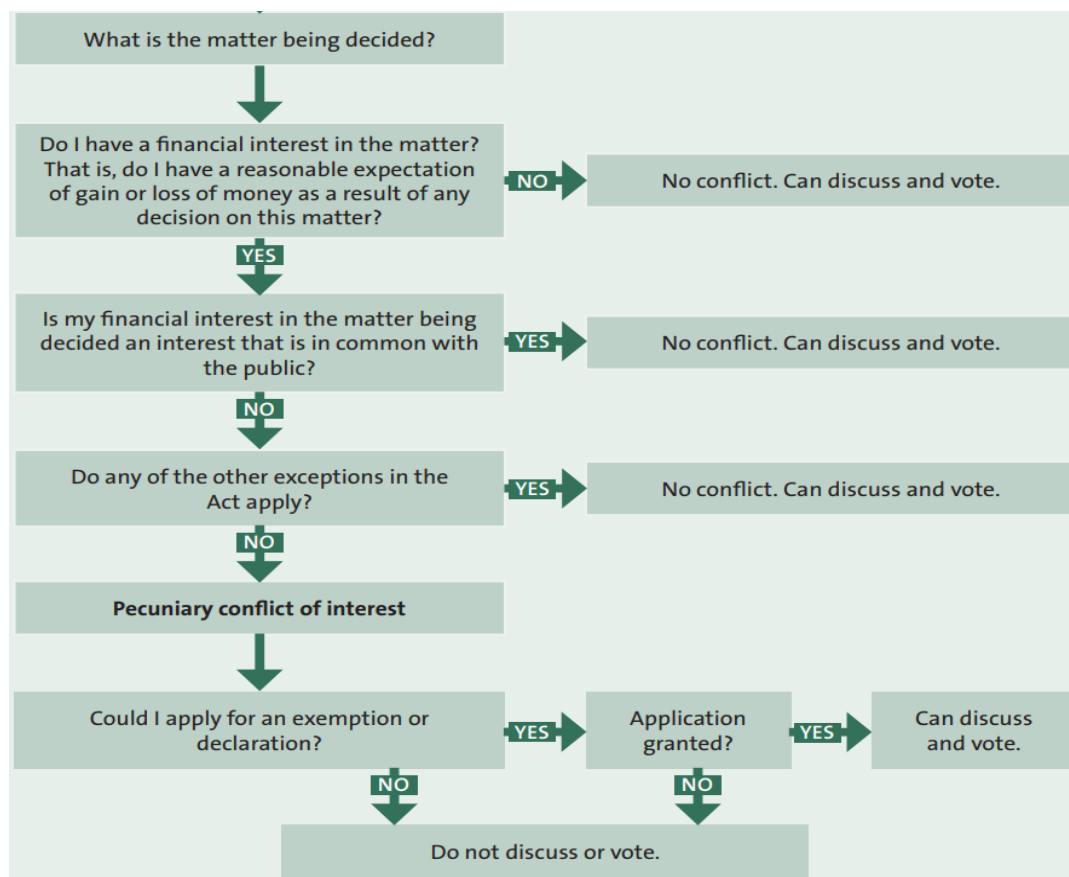 What is the matter being decided?
Do I have a financial interest in the matter?
That is, do I have a reasonable expectation
of gain or loss of money as a result of any
decision on this matter?
NO
No conflict. Can discuss and vote.
YES
Is my financial interest in the matter being
decided an interest that is in common with
the public?
YES
No conflict. Can discuss and vote.
NO
Do any of the other exceptions in the
Act apply?
YES
No conflict. Can discuss and vote.
NO
Pecuniary conflict of interest
Could I apply for an exemption or
declaration?
YES
Application
granted?
YES
Can discuss
and vote.
NO
NO
Do not discuss or vote.